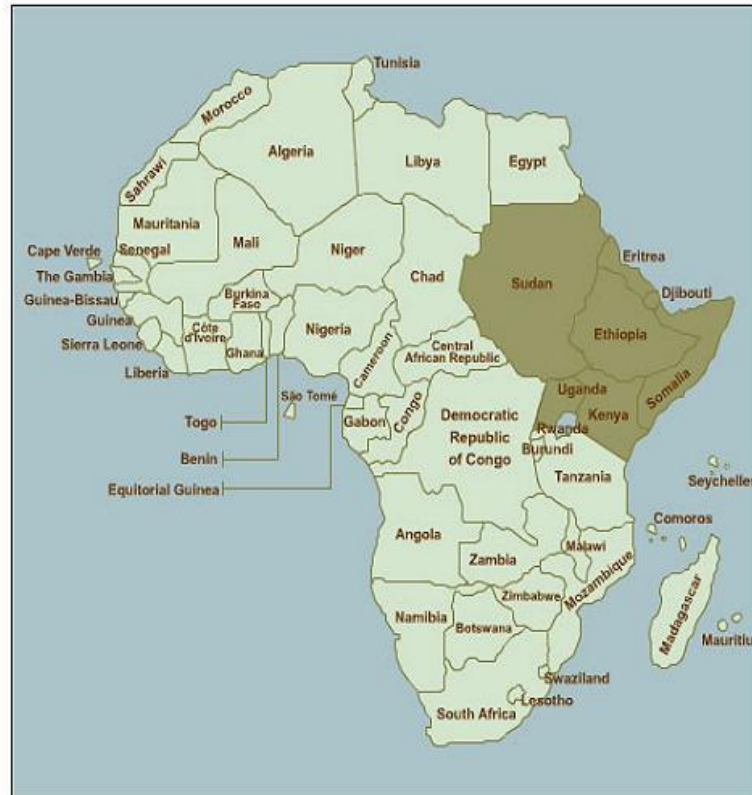 Tunisia
Morocco
Algeria
Libya
Egypt
Sahrawi
Mauritania
Mali
Niger
Chad
Sudan
Eritrea
Cape Verde
Senegal
The Gambia
Guinea-Bissau
Guinea
Sierra Leone
Liberia
Burkina
Faso
Côte
d'Ivoire
Ghana
Nigeria
Cameroon
Central
African Republic
Djibouti
Ethiopia
Somalia
Uganda
Kenya
Rwanda
Burundi
São Tomé
Togo
Benin
Equitorial Guinea
Gabon
Congo
Democratic
Republic
of Congo
Tanzania
Seychelles
Comoros
Angola
Zambia
Malawi
Mozambique
Zimbabwe
Madagascar
Mauritiu
Namibia
Botswana
Swaziland
Lesotho
South Africa